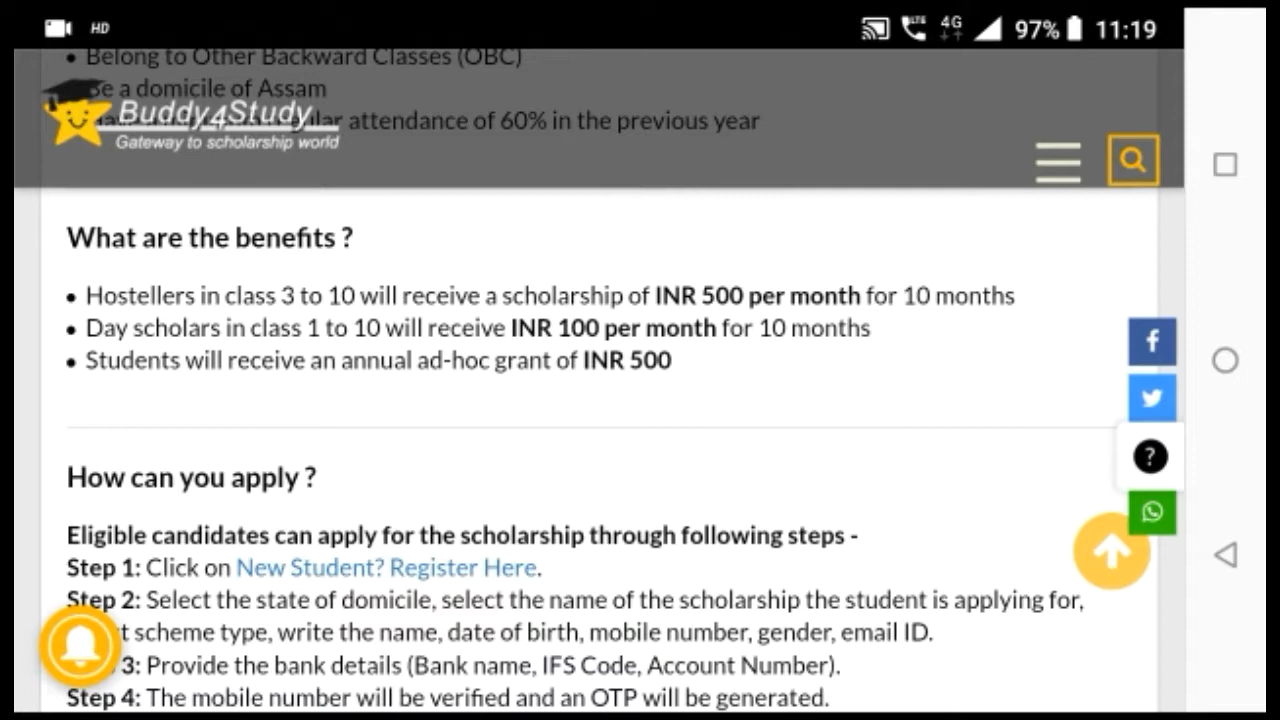 HD
LTE
4G
97%
11:19
• Belong to Other Backward Classes (OBC)
Be a domicile of Assam
attendance of 60% in the previous year
Buddy4Study
Gateway to scholarship world
What are the benefits ?
• Hostellers in class 3 to 10 will receive a scholarship of INR 500 per month for 10 months
• Day scholars in class 1 to 10 will receive INR 100 per month for 10 months
• Students will receive an annual ad-hoc grant of INR 500
f
?
How can you apply ?
Eligible candidates can apply for the scholarship through following steps -
Step 1: Click on New Student? Register Here.
Step 2: Select the state of domicile, select the name of the scholarship the student is applying for,
scheme type, write the name, date of birth, mobile number, gender, email ID.
3: Provide the bank details (Bank name, IFS Code, Account Number).
Step 4: The mobile number will be verified and an OTP will be generated.